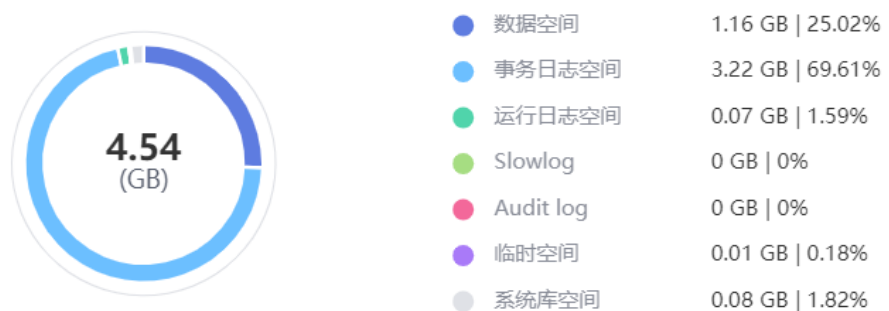 4.54
(GB)
数据空间 1.16 GB | 25.02%
事务日志空间 3.22 GB | 69.61%
运行日志空间 0.07 GB | 1.59%
Slowlog 0 GB | 0%
Audit log 0 GB | 0%
临时空间 0.01 GB | 0.18%
系统库空间 0.08 GB | 1.82%